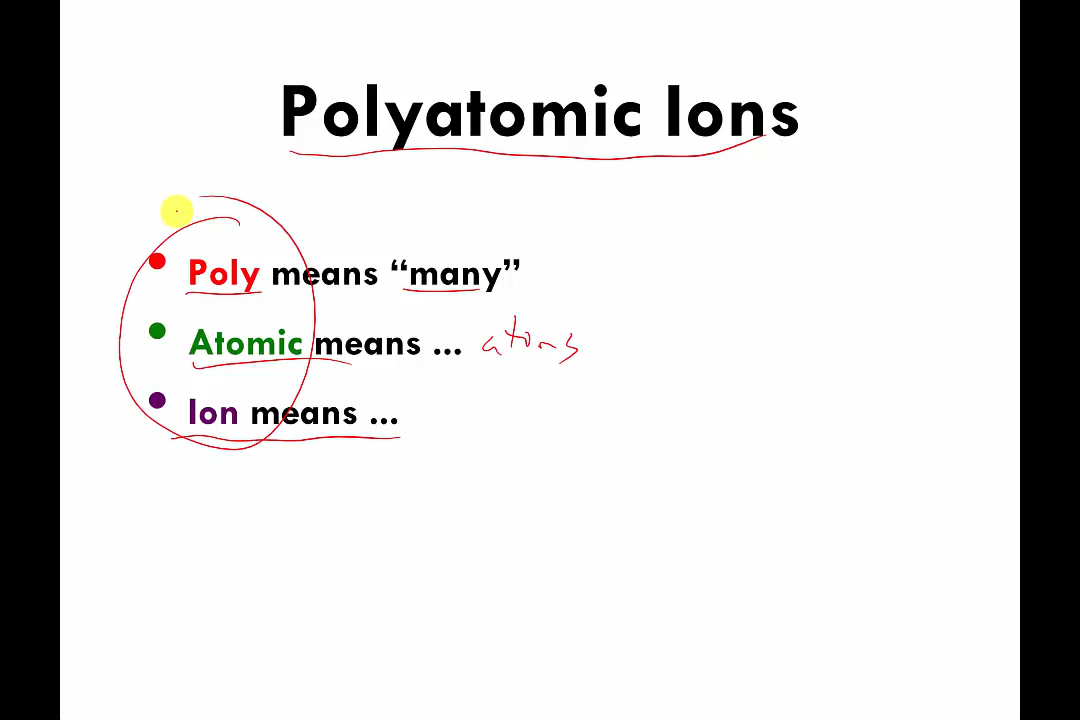 Polyatomic Ions
• Poly means “many”
• Atomic means ... atoms
• Ion means ...